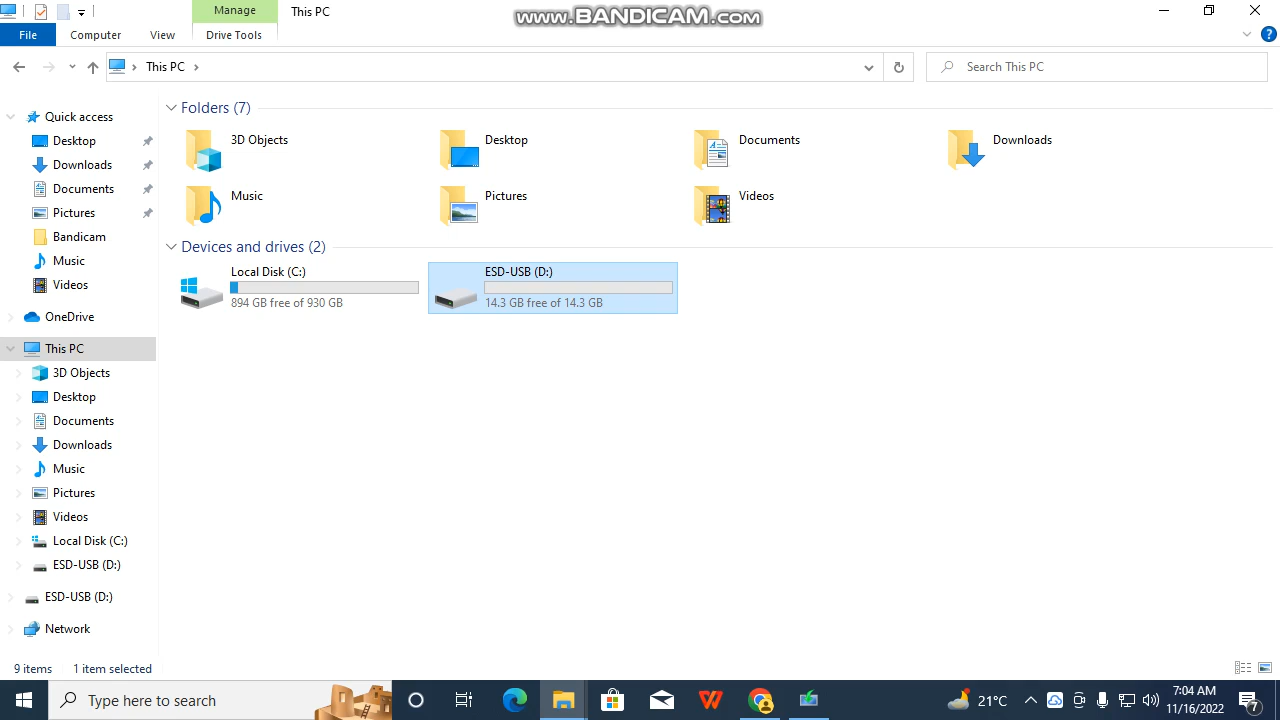 Manage
This PC
www.BANDICAM.com
File
Computer
View
Drive Tools
This PC
Search This PC
Quick access
Desktop
Downloads
Documents
Pictures
Bandicam
Music
Videos
OneDrive
This PC
3D Objects
Desktop
Documents
Downloads
Music
Pictures
Videos
Local Disk (C:)
ESD-USB (D:)
ESD-USB (D:)
Network
Folders (7)
3D Objects
Desktop
Documents
Downloads
Music
Pictures
Videos
Devices and drives (2)
Local Disk (C:)
894 GB free of 930 GB
ESD-USB (D:)
14.3 GB free of 14.3 GB
9 items
1 item selected
Type here to search
21°C
7:04 AM
11/16/2022
7